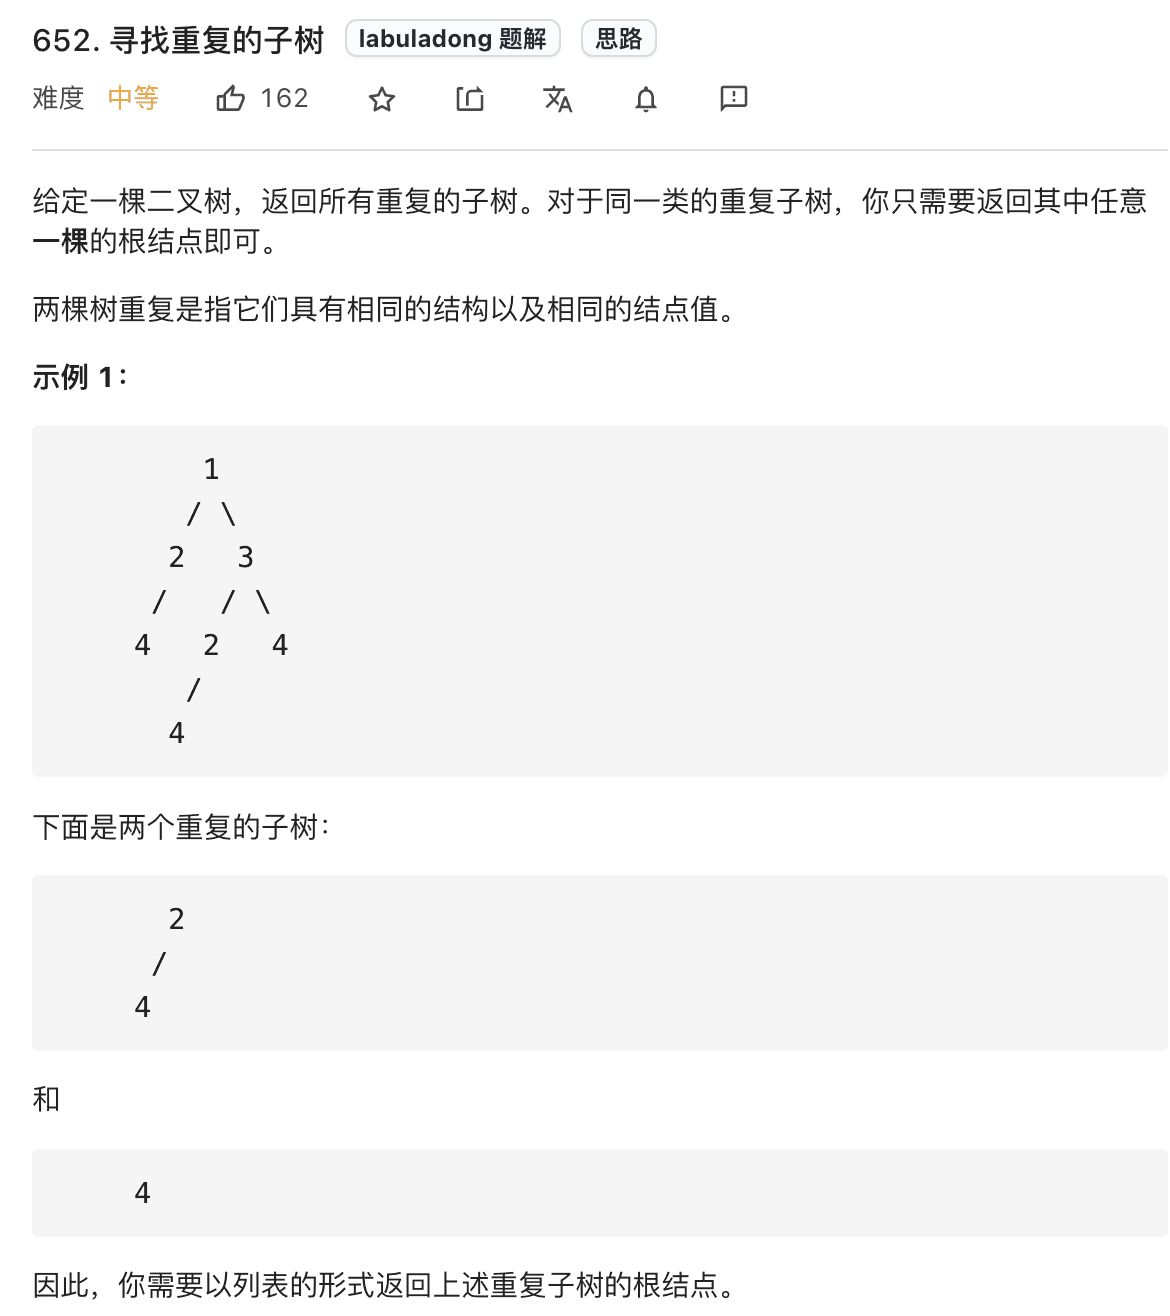 652. 寻找重复的子树 labuladong 题解 思路
难度 中等 162
给定一棵二叉树，返回所有重复的子树。对于同一类的重复子树，你只需要返回其中任意
一棵的根结点即可。
两棵树重复是指它们具有相同的结构以及相同的结点值。
示例 1：
1
/ \
2 3
/ / \
4 2 4
/
4
下面是两个重复的子树：
2
/
4
和
4
因此，你需要以列表的形式返回上述重复子树的根结点。